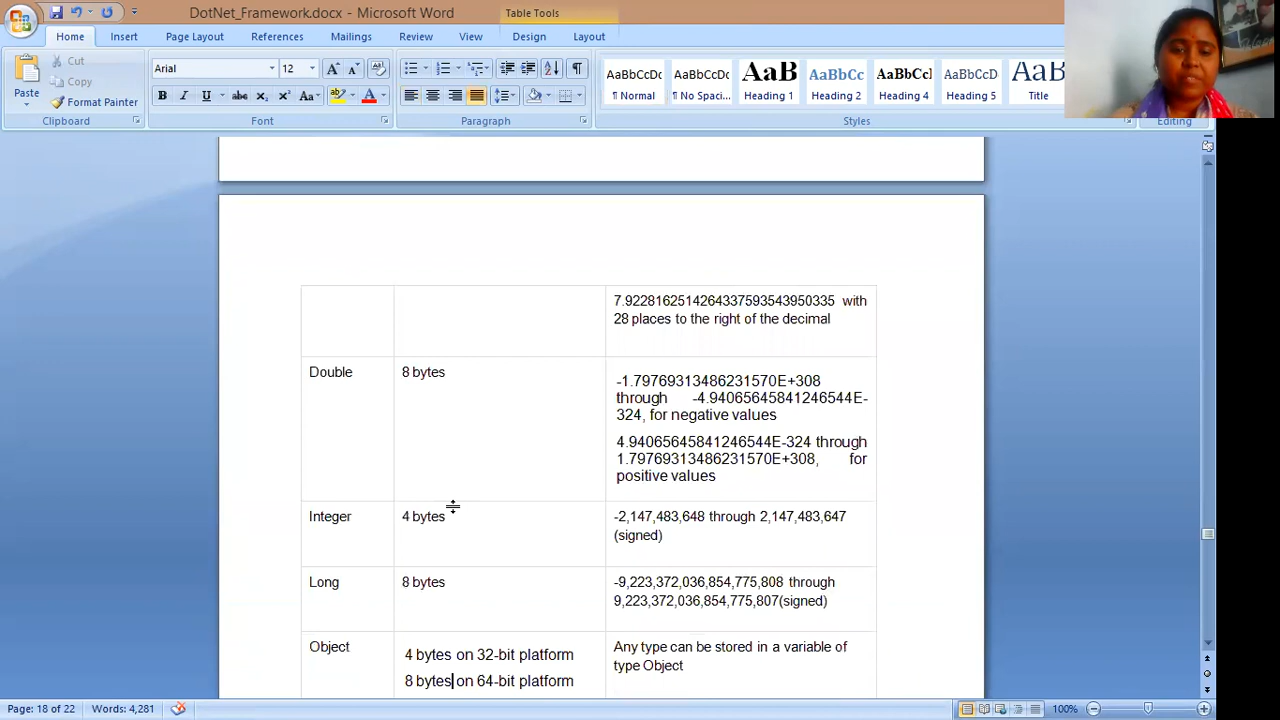 DotNet_Framework.docx - Microsoft Word
Table Tools
Home Insert Page Layout References Mailings Review View Design Layout
Paste
Cut
Copy
Format Painter
Clipboard
Arial 12
B I U abc x₂ x² Aa
Font
Paragraph
AaBbCcDc AaBbCcDc AaB AaBbCc AaBbCcI AaBbCcD AaB
¶ Normal ¶ No Spaci... Heading 1 Heading 2 Heading 4 Heading 5 Title
Styles
Editing
7.9228162514264337593543950335 with
28 places to the right of the decimal
Double 8 bytes
-1.79769313486231570E+308
through -4.94065645841246544E-
324, for negative values
4.94065645841246544E-324 through
1.79769313486231570E+308, for
positive values
Integer 4 bytes -2,147,483,648 through 2,147,483,647
(signed)
Long 8 bytes -9,223,372,036,854,775,808 through
9,223,372,036,854,775,807(signed)
Object 4 bytes on 32-bit platform Any type can be stored in a variable of
8 bytes on 64-bit platform type Object
Page: 18 of 22 Words: 4,281 100%